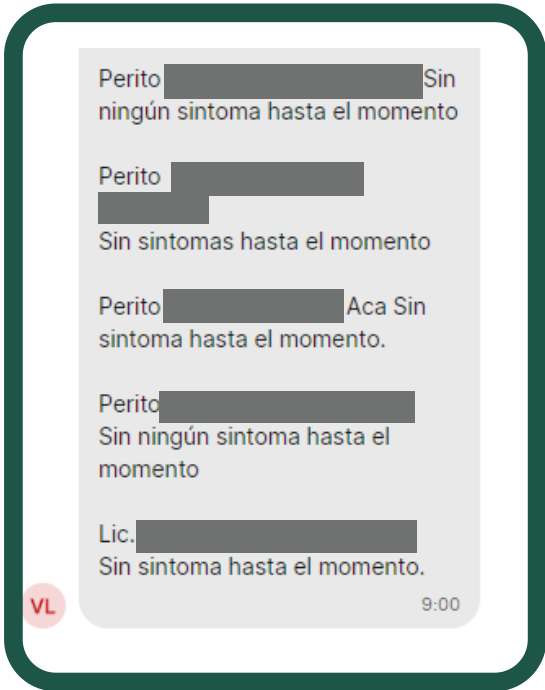 Perito Sin
ningún sintoma hasta el momento
Perito
Sin sintomas hasta el momento
Perito Aca Sin
sintoma hasta el momento.
Perito
Sin ningún sintoma hasta el
momento
Lic.
Sin sintoma hasta el momento.
9:00
VL